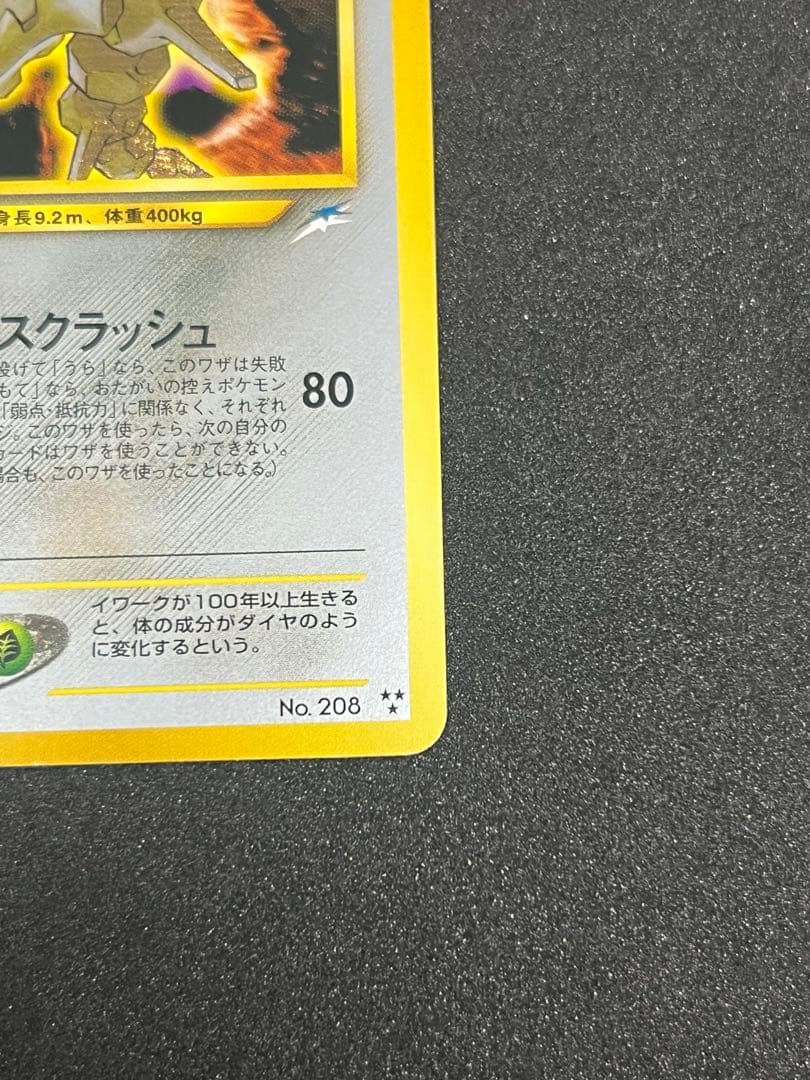 身長9.2m、体重400kg
スクラッシュ
投げて「うら」なら、このワザは失敗
もて」なら、おたがいの控えポケモン
「弱点・抵抗力」に関係なく、それぞれ
ジ。このワザを使ったら、次の自分の
カードはワザを使うことができない。
場合も、このワザを使ったことになる。）
80
イワークが100年以上生きる
と、体の成分がダイヤのよう
に変化するという。
No. 208